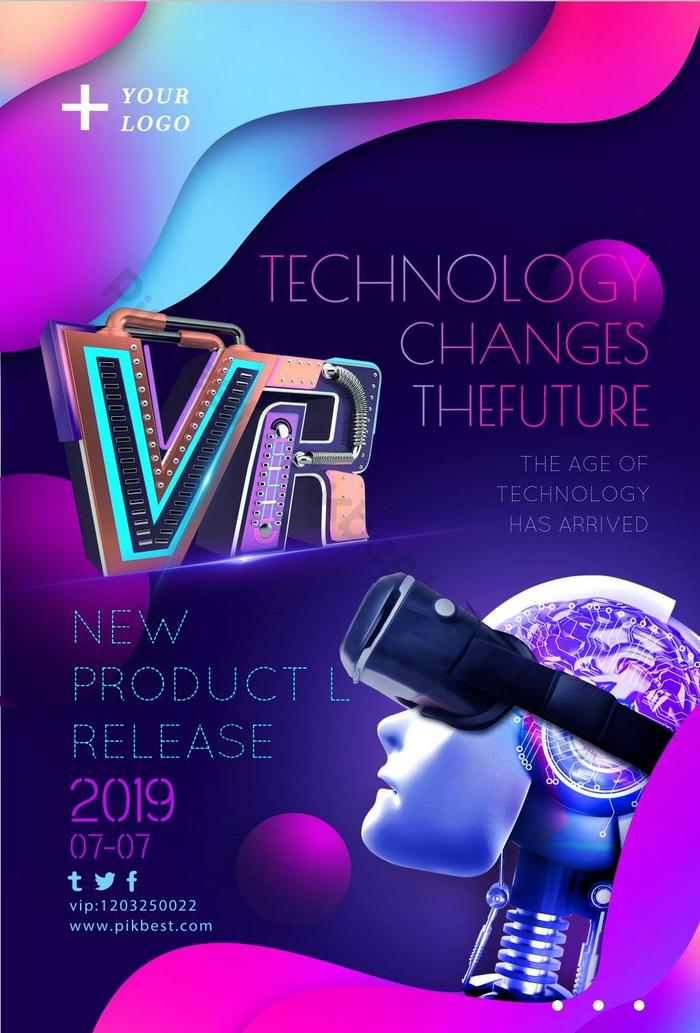 YOUR
LOGO
TECHNOLOGY
CHANGES
THEFUTURE
VR
THE AGE OF
TECHNOLOGY
HAS ARRIVED
NEW
PRODUCT L
RELEASE
2019
07-07
vip:1203250022
www.pikbest.com